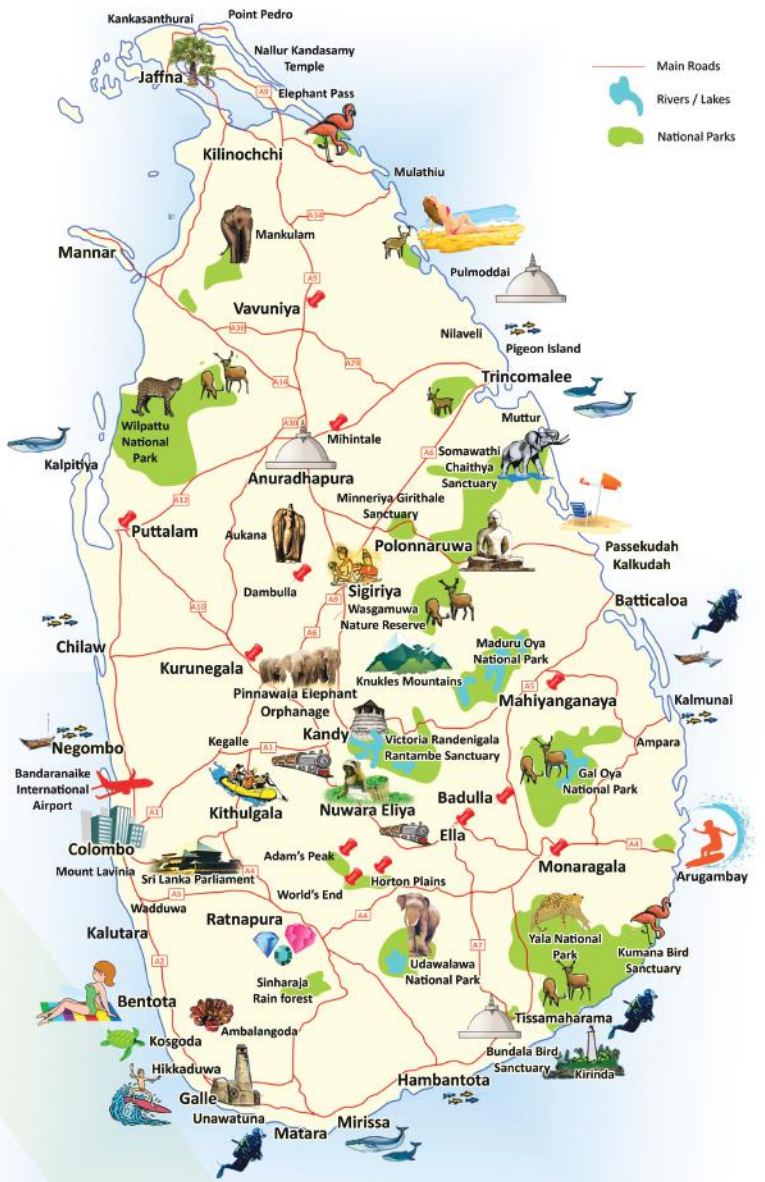 Kankasanthurai
Point Pedro
Nallur Kandasamy
Temple
Jaffna
A9
Elephant Pass
Main Roads
Rivers / Lakes
National Parks
Kilinochchi
Mulathiu
A34
Mankulam
Mannar
Pulmoddai
A9
Vavuniya
Nilaveli
A30
Pigeon Island
A29
Trincomalee
A14
Wilpattu
National
Park
Muttur
A30
Mihintale
Somawathi
Chaithya
Sanctuary
A6
Kalpitiya
Anuradhapura
A12
Minneriya Girithale
Sanctuary
Puttalam
Aukana
Polonnaruwa
Passekudah
Kalkudah
Dambulla
Sigiriya
A9
Wasgamuwa
Nature Reserve
Batticaloa
A10
A6
Chilaw
Maduru Oya
National Park
Kurunegala
Knukles Mountains
A5
Pinnawala Elephant
Orphanage
Mahiyanganaya
Kalmunai
Kandy
Negombo
Kegalle
A1
Victoria Randenigala
Rantambe Sanctuary
Ampara
Bandaranaike
International
Airport
Gal Oya
National Park
Kithulgala
Nuwara Eliya
Badulla
A1
Colombo
Ella
Adam's Peak
Monaragala
A4
Mount Lavinia
Sri Lanka Parliament
A4
Horton Plains
Arugambay
A5
World's End
Wadduwa
Ratnapura
A4
Kalutara
Yala National
Park
Kumana Bird
Sanctuary
A2
A7
Udawalawa
National Park
Sinharaja
Rain forest
Bentota
Tissamaharama
Ambalangoda
Kosgoda
Bundala Bird
Sanctuary
Hikkaduwa
Kirinda
Hambantota
Galle
Unawatuna
Mirissa
Matara